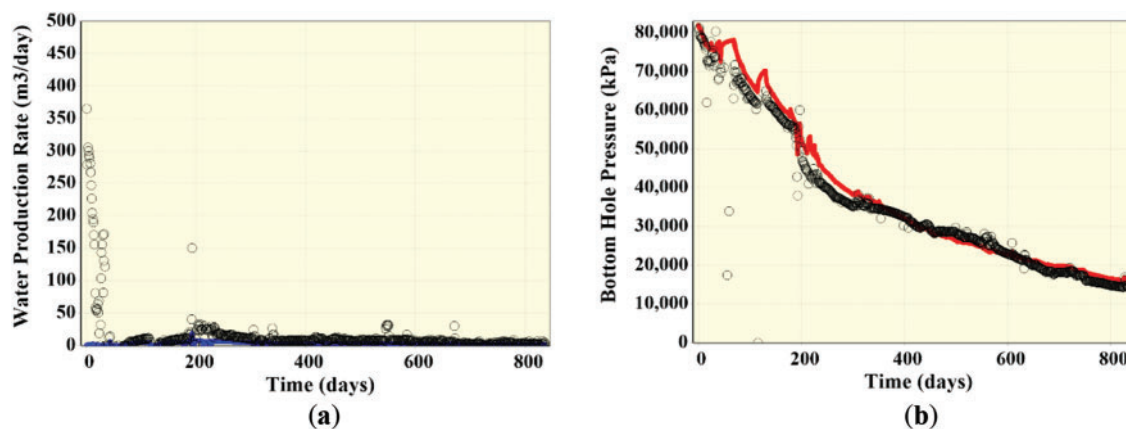 500
450
400
350
300
250
200
150
100
50
0
Water Production Rate (m3/day)
0 200 400 600 800
Time (days)
(a)
80,000
70,000
60,000
50,000
40,000
30,000
20,000
10,000
0
Bottom Hole Pressure (kPa)
0 200 400 600 800
Time (days)
(b)